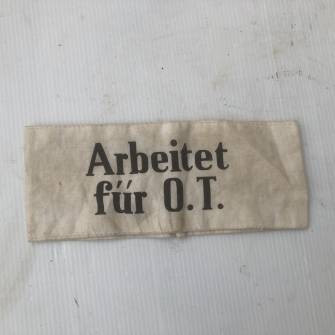 Arbeitet
für O.T.